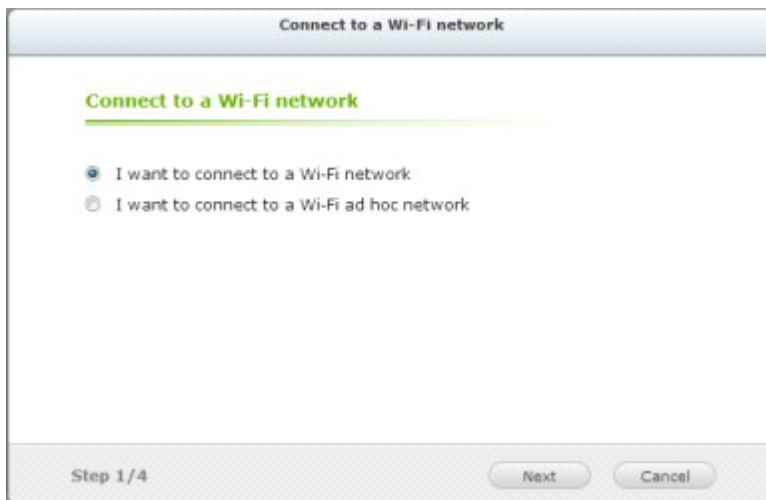 Connect to a Wi-Fi network
Connect to a Wi-Fi network
I want to connect to a Wi-Fi network
I want to connect to a Wi-Fi ad hoc network
Step 1/4
Next
Cancel